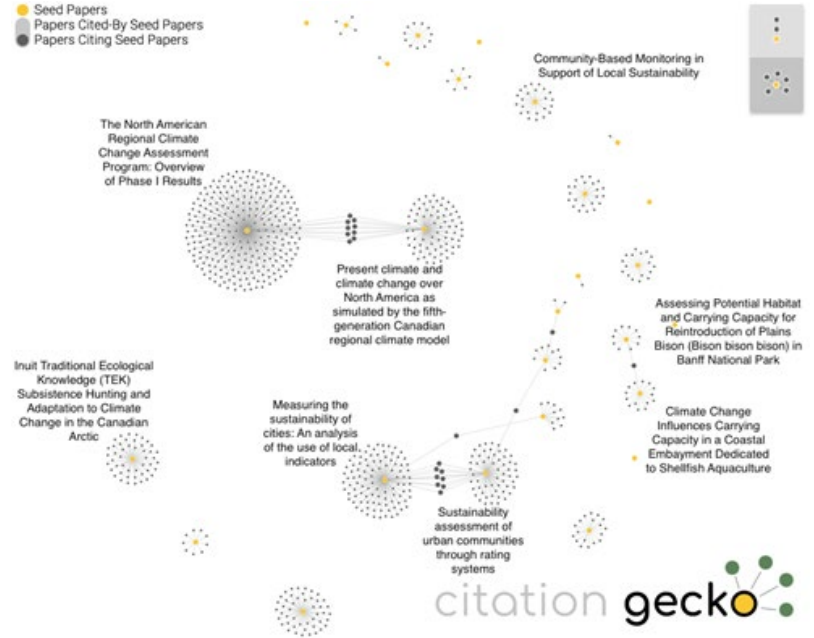 Seed Papers
Papers Cited-By Seed Papers
Papers Citing Seed Papers
Community-Based Monitoring in
Support of Local Sustainability
The North American
Regional Climate
Change Assessment
Program: Overview
of Phase I Results
Present climate and
climate change over
North America as
simulated by the fifth-
generation Canadian
regional climate model
Assessing Potential Habitat
and Carrying Capacity for
Reintroduction of Plains
Bison (Bison bison bison) in
Banff National Park
Inuit Traditional Ecological
Knowledge (TEK)
Subsistence Hunting and
Adaptation to Climate
Change in the Canadian
Arctic
Measuring the
sustainability of
cities: An analysis
of the use of local
indicators
Climate Change
Influences Carrying
Capacity in a Coastal
Embayment Dedicated
to Shellfish Aquaculture
Sustainability
assessment of
urban communities
through rating
systems
citation gecko